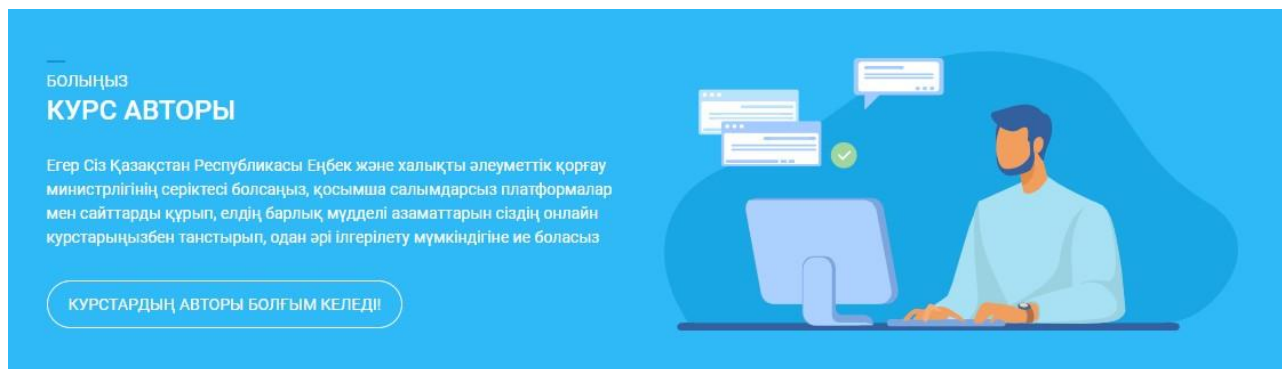 БОЛЫҢЫЗ
КУРС АВТОРЫ
Егер Сіз Қазақстан Республикасы Еңбек және халықты әлеуметтік қорғау
министрлігінің серіктесі болсаңыз, қосымша салымдарсыз платформалар
мен сайттарды құрып, елдің барлық мүдделі азаматтарын сіздің онлайн
курстарыңызбен танстырып, одан әрі ілгерілету мүмкіндігіне ие боласыз
КУРСТАРДЫҢ АВТОРЫ БОЛҒЫМ КЕЛЕДІ!